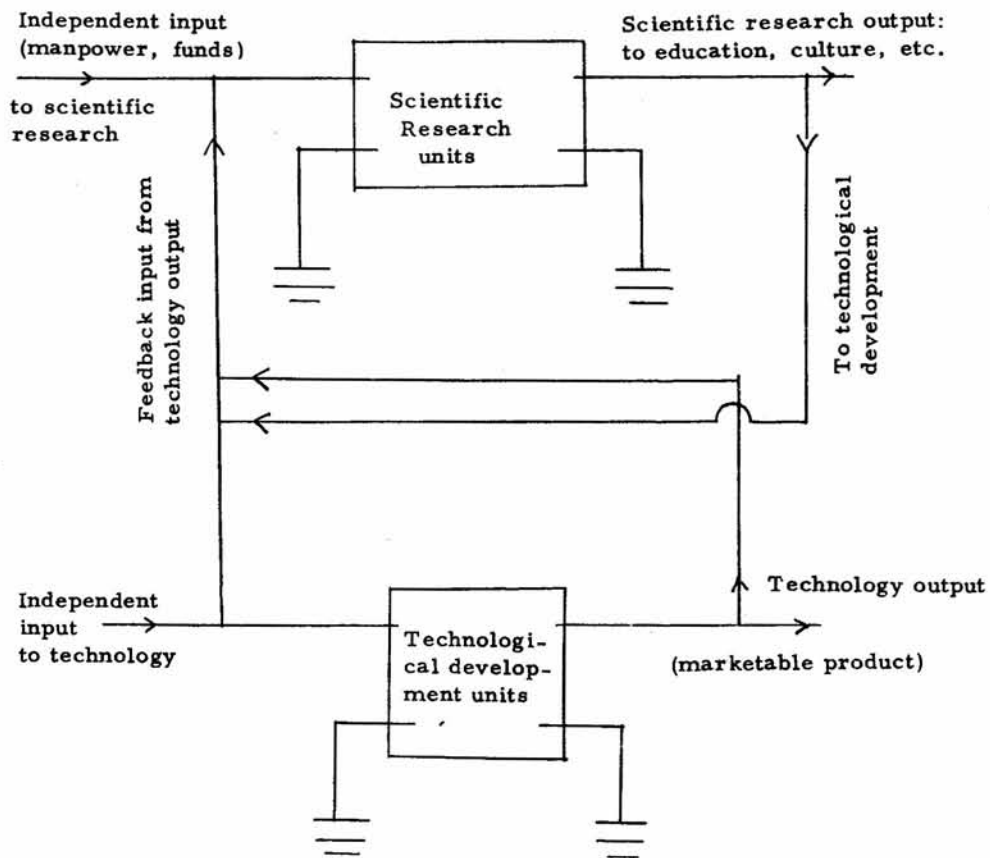 Independent input
(manpower, funds)
to scientific
research
Scientific research output:
to education, culture, etc.
Scientific
Research
units
Feedback input from
technology output
To technological
development
Independent
input
to technology
Technologi-
cal develop-
ment units
Technology output
(marketable product)